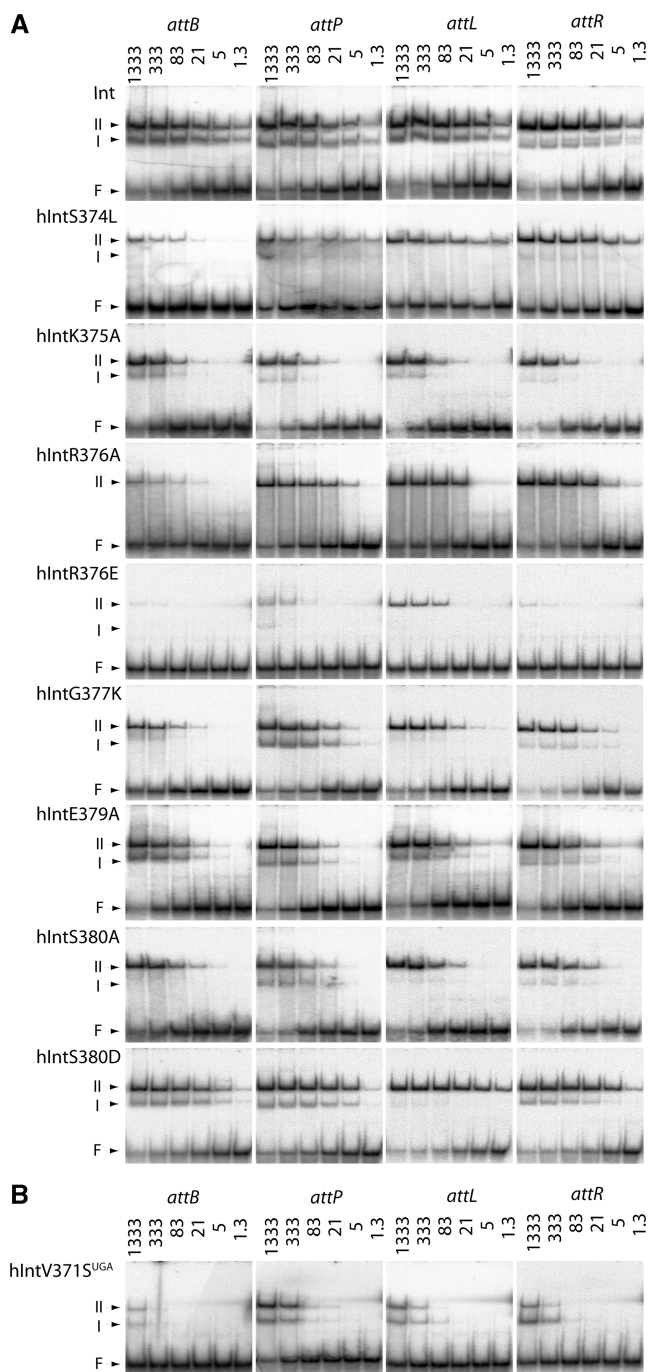 A
attB attP attL attR
1333 333 83 21 5 1.3 1333 333 83 21 5 1.3 1333 333 83 21 5 1.3 1333 333 83 21 5 1.3
Int
II
I
F
hIntS374L
II
I
F
hIntK375A
II
I
F
hIntR376A
II
F
hIntR376E
II
I
F
hIntG377K
II
I
F
hIntE379A
II
I
F
hIntS380A
II
I
F
hIntS380D
II
I
F
B
attB attP attL attR
1333 333 83 21 5 1.3 1333 333 83 21 5 1.3 1333 333 83 21 5 1.3 1333 333 83 21 5 1.3
hIntV371S^UGA
II
I
F